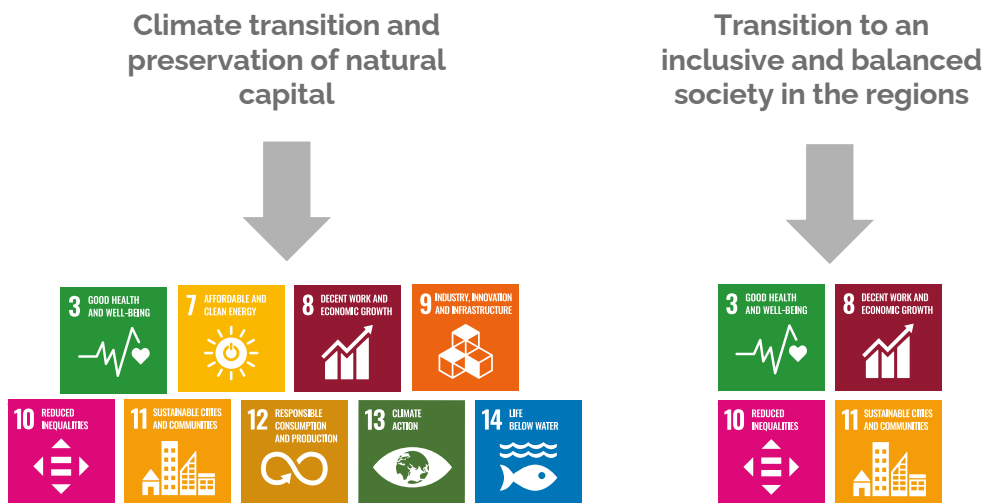 Climate transition and
preservation of natural
capital
Transition to an
inclusive and balanced
society in the regions
3 GOOD HEALTH
AND WELL-BEING
7 AFFORDABLE AND
CLEAN ENERGY
8 DECENT WORK AND
ECONOMIC GROWTH
9 INDUSTRY, INNOVATION
AND INFRASTRUCTURE
10 REDUCED
INEQUALITIES
11 SUSTAINABLE CITIES
AND COMMUNITIES
12 RESPONSIBLE
CONSUMPTION
AND PRODUCTION
13 CLIMATE
ACTION
14 LIFE
BELOW WATER
3 GOOD HEALTH
AND WELL-BEING
8 DECENT WORK AND
ECONOMIC GROWTH
10 REDUCED
INEQUALITIES
11 SUSTAINABLE CITIES
AND COMMUNITIES